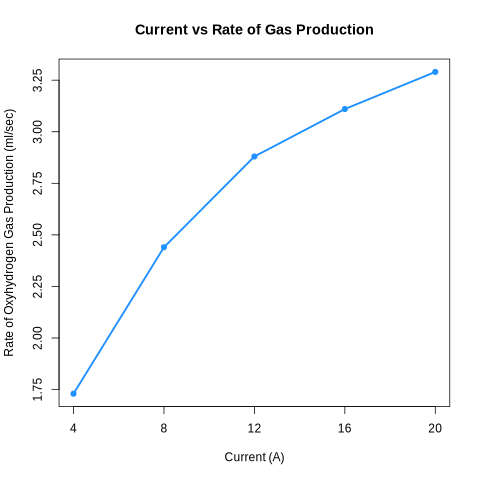 Current vs Rate of Gas Production
Rate of Oxyhydrogen Gas Production (ml/sec)
3.25
3.00
2.75
2.50
2.25
2.00
1.75
4 8 12 16 20
Current (A)